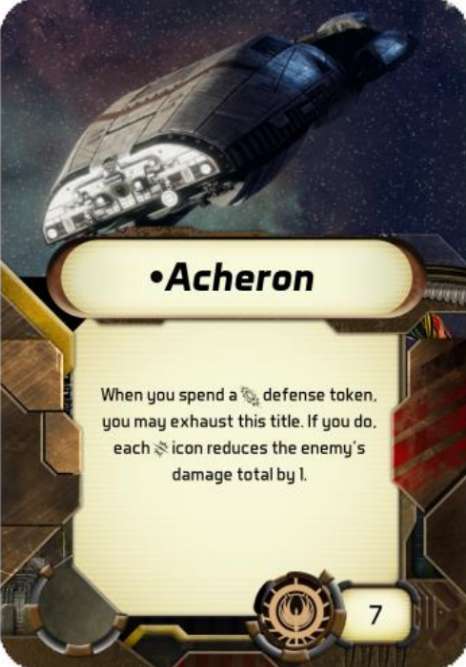 •Acheron
When you spend a defense token,
you may exhaust this title. If you do,
each icon reduces the enemy's
damage total by 1.
7